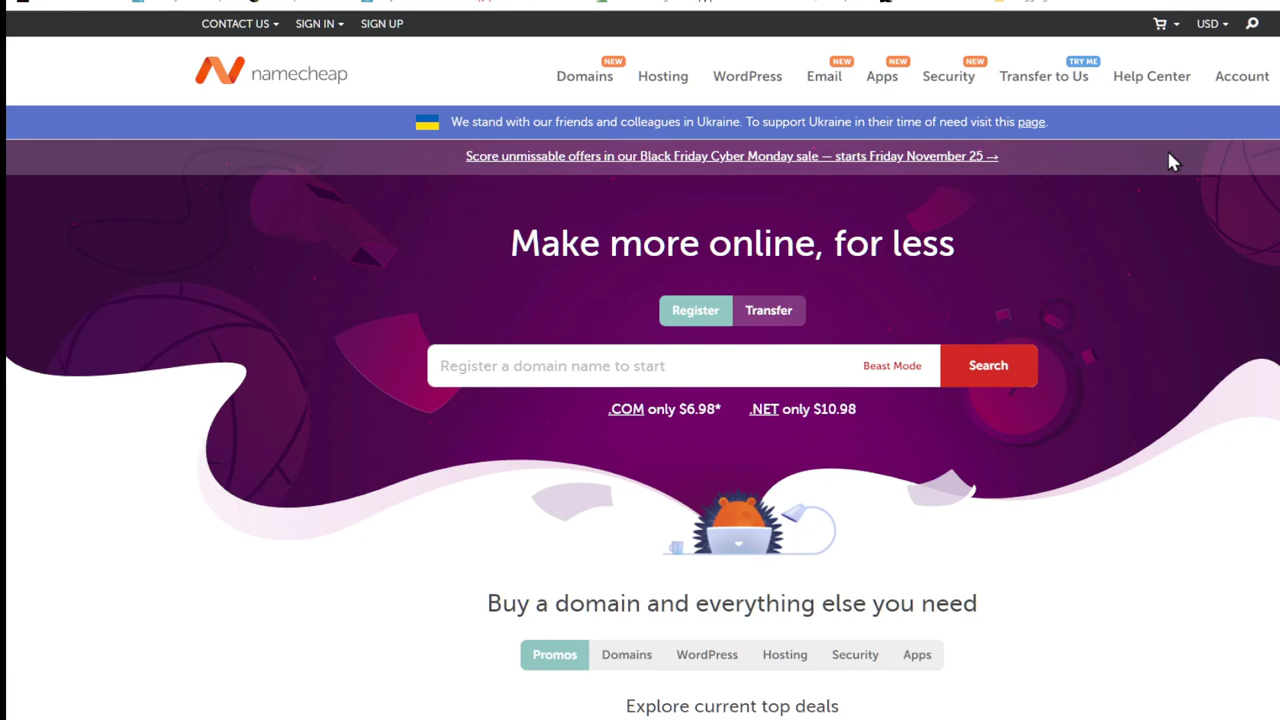 CONTACT US SIGN IN SIGN UP USD
namecheap
NEW NEW NEW NEW TRY ME
Domains Hosting WordPress Email Apps Security Transfer to Us Help Center Account
We stand with our friends and colleagues in Ukraine. To support Ukraine in their time of need visit this page.
Score unmissable offers in our Black Friday Cyber Monday sale — starts Friday November 25 →
Make more online, for less
Register Transfer
Register a domain name to start Beast Mode Search
.COM only $6.98* .NET only $10.98
Buy a domain and everything else you need
Promos Domains WordPress Hosting Security Apps
Explore current top deals